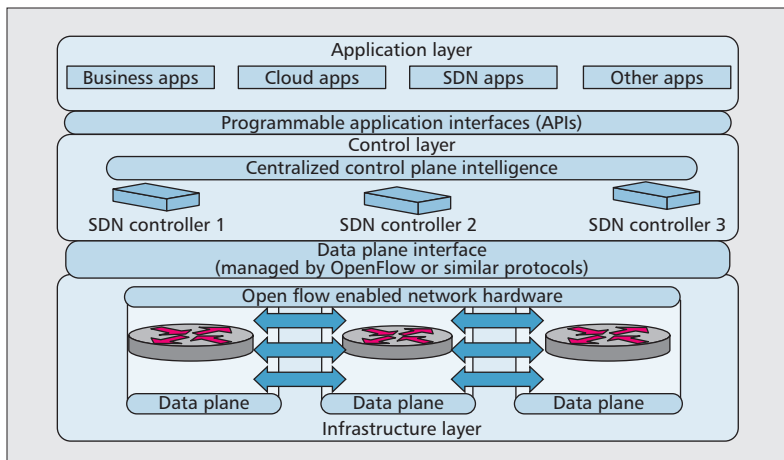 Application layer
Business apps
Cloud apps
SDN apps
Other apps
Programmable application interfaces (APIs)
Control layer
Centralized control plane intelligence
SDN controller 1
SDN controller 2
SDN controller 3
Data plane interface
(managed by OpenFlow or similar protocols)
Open flow enabled network hardware
Data plane
Data plane
Data plane
Infrastructure layer